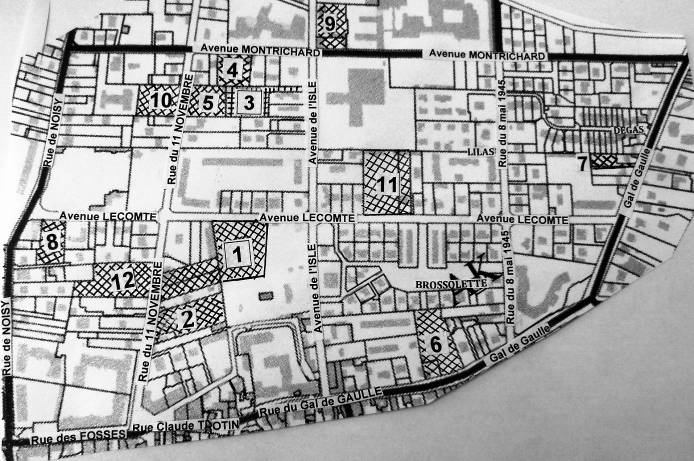 9
Avenue MONTRICHARD
Avenue MONTRICHARD
4
10
5
3
Rue de NOISY
Rue du 11 NOVEMBRE
Avenue de l'ISLE
Rue du 8 mai 1945
DEGAS
LILAS
7
11
Gal de Gaulle
Avenue LECOMTE
Avenue LECOMTE
Avenue LECOMTE
8
1
12
Rue du 11 NOVEMBRE
Avenue de l'ISLE
BROSSOLETTE
Rue du 8 mai 1945
2
Rue de NOISY
6
Gal de Gaulle
Rue du Gal de GAULLE
Rue Claude TROTIN
Rue des FOSSES